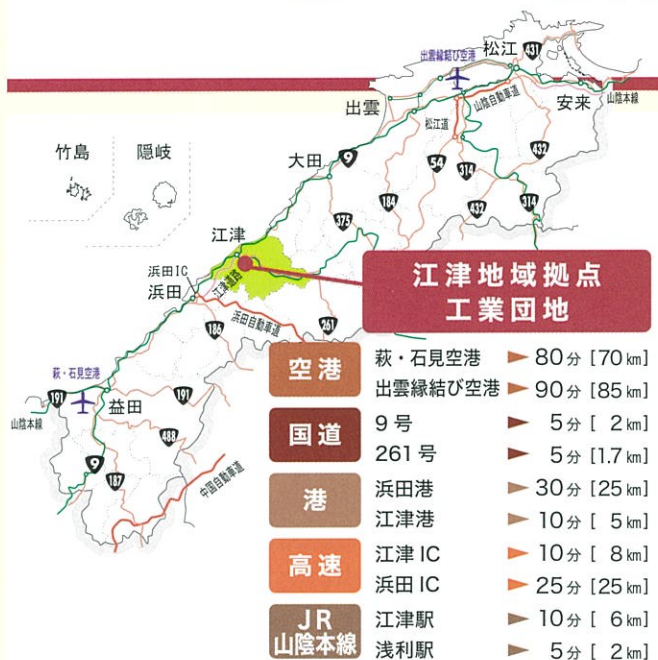 出雲縁結び空港
松江
431
出雲
山陰自動車道
安来
山陰本線
松江道
竹島
隠岐
大田
9
54
314
432
184
432
314
375
江津
浜田IC
江津道路
浜田
186
浜田自動車道
261
江津地域拠点
工業団地
萩・石見空港
191
益田
191
山陰本線
488
9
187
中国自動車道
空港
萩・石見空港 ▶ 80分 [70km]
出雲縁結び空港 ▶ 90分 [85km]
国道
9号 ▶ 5分 [ 2km]
261号 ▶ 5分 [1.7km]
港
浜田港 ▶ 30分 [25km]
江津港 ▶ 10分 [ 5km]
高速
江津IC ▶ 10分 [ 8km]
浜田IC ▶ 25分 [25km]
JR
山陰本線
江津駅 ▶ 10分 [ 6km]
浅利駅 ▶ 5分 [ 2km]